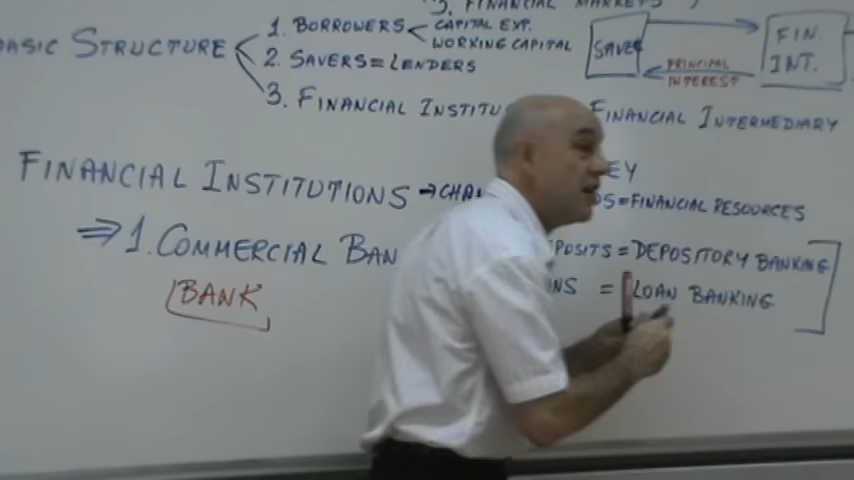 3. FINANCIAL MARKETS
BASIC STRUCTURE
1. BORROWERS
CAPITAL EXP.
WORKING CAPITAL
2. SAVERS = LENDERS
3. FINANCIAL INSTITU
SAVER
PRINCIPAL
INTEREST
FIN.
INT.
FINANCIAL INTERMEDIARY
FINANCIAL INSTITUTIONS → CHAN
EY
DS = FINANCIAL RESOURCES
⇒ 1. COMMERCIAL BAN
POSITS = DEPOSITORY BANKING
ANS = LOAN BANKING
BANK